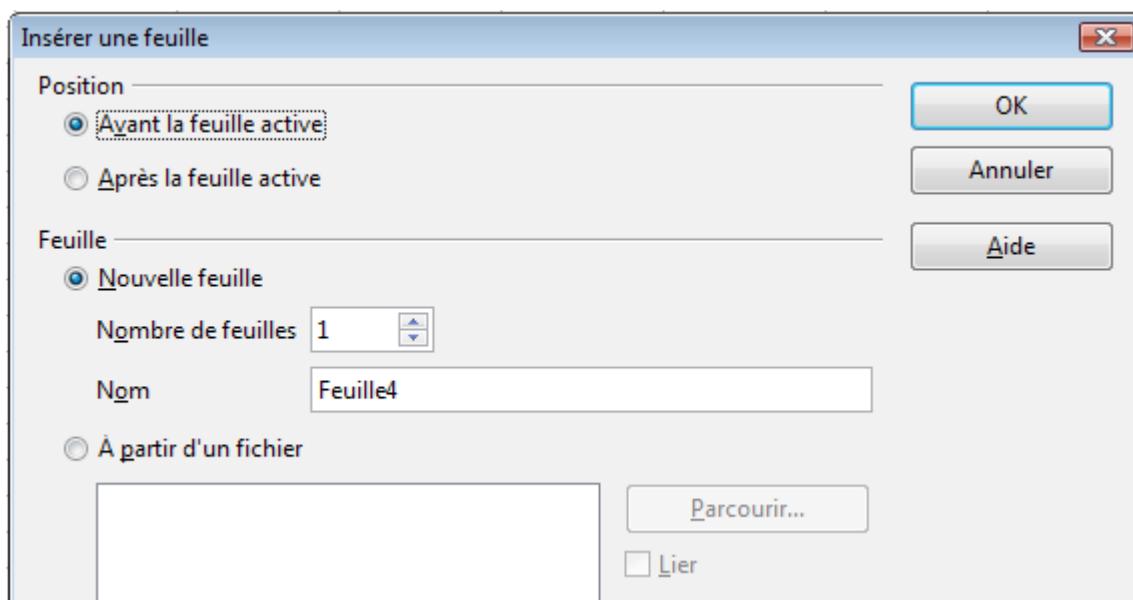 Insérer une feuille
Position
Avant la feuille active
Après la feuille active
OK
Annuler
Aide
Feuille
Nouvelle feuille
Nombre de feuilles 1
Nom Feuille4
À partir d'un fichier
Parcourir...
Lier